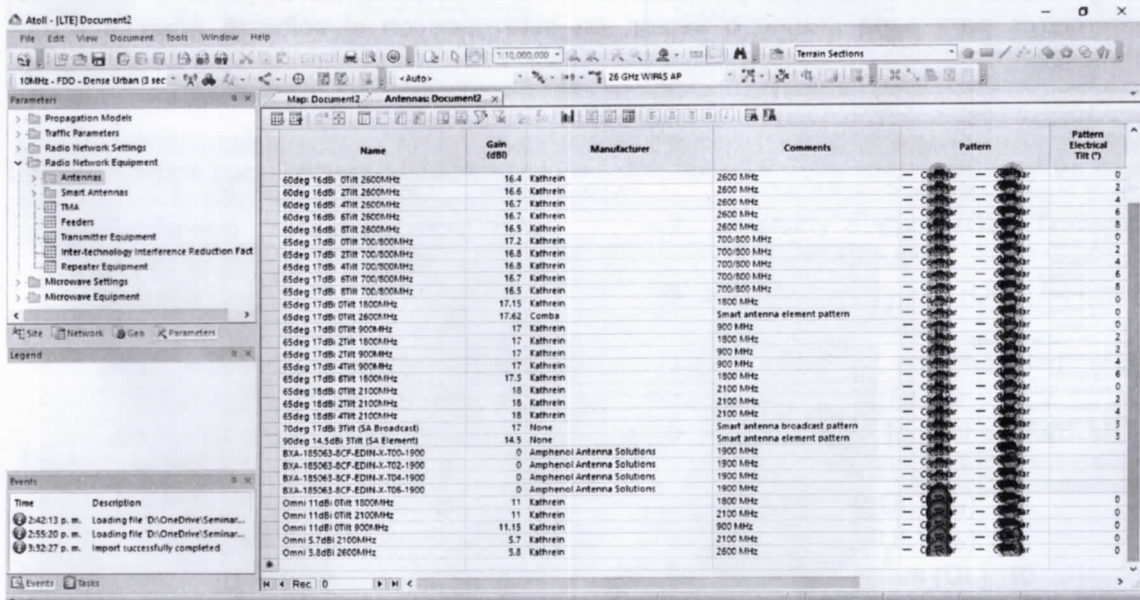 Atoll - [LTE] Document2
File Edit View Document Tools Window Help
1:10,000,000 Terrain Sections
10MHz - FDD - Dense Urban (3 sec <Auto> 26 GHz WiPAS AP
Parameters
Propagation Models
Traffic Parameters
Radio Network Settings
Radio Network Equipment
Antennas
Smart Antennas
TMA
Feeders
Transmitter Equipment
Inter-technology Interference Reduction Fact
Repeater Equipment
Microwave Settings
Microwave Equipment
Site Network Geo Parameters
Legend
Events
Time Description
2:42:13 p. m. Loading file 'D:\OneDrive\Seminar...
2:55:20 p. m. Loading file 'D:\OneDrive\Seminar...
3:32:27 p. m. Import successfully completed
Events Tasks
Map: Document2 Antennas: Document2
Name Gain (dBi) Manufacturer Comments Pattern Pattern Electrical Tilt (°)
60deg 16dBi 0Tilt 2600MHz 16.4 Kathrein 2600 MHz 0
60deg 16dBi 2Tilt 2600MHz 16.6 Kathrein 2600 MHz 2
60deg 16dBi 4Tilt 2600MHz 16.7 Kathrein 2600 MHz 4
60deg 16dBi 6Tilt 2600MHz 16.7 Kathrein 2600 MHz 6
60deg 16dBi 8Tilt 2600MHz 16.5 Kathrein 2600 MHz 8
65deg 17dBi 0Tilt 700/800MHz 17.2 Kathrein 700/800 MHz 0
65deg 17dBi 2Tilt 700/800MHz 16.8 Kathrein 700/800 MHz 2
65deg 17dBi 4Tilt 700/800MHz 16.8 Kathrein 700/800 MHz 4
65deg 17dBi 6Tilt 700/800MHz 16.7 Kathrein 700/800 MHz 6
65deg 17dBi 8Tilt 700/800MHz 16.5 Kathrein 700/800 MHz 8
65deg 17dBi 0Tilt 1800MHz 17.15 Kathrein 1800 MHz 0
65deg 17dBi 0Tilt 2600MHz 17.62 Comba Smart antenna element pattern 0
65deg 17dBi 0Tilt 900MHz 17 Kathrein 900 MHz 0
65deg 17dBi 2Tilt 1800MHz 17 Kathrein 1800 MHz 2
65deg 17dBi 2Tilt 900MHz 17 Kathrein 900 MHz 2
65deg 17dBi 4Tilt 900MHz 17 Kathrein 900 MHz 4
65deg 17dBi 6Tilt 1800MHz 17.5 Kathrein 1800 MHz 6
65deg 18dBi 0Tilt 2100MHz 18 Kathrein 2100 MHz 0
65deg 18dBi 2Tilt 2100MHz 18 Kathrein 2100 MHz 2
65deg 18dBi 4Tilt 2100MHz 18 Kathrein 2100 MHz 4
70deg 17dBi 3Tilt (SA Broadcast) 17 None Smart antenna broadcast pattern 3
90deg 14.5dBi 3Tilt (SA Element) 14.5 None Smart antenna element pattern 3
BXA-185063-8CF-EDIN-X-T00-1900 0 Amphenol Antenna Solutions 1900 MHz
BXA-185063-8CF-EDIN-X-T02-1900 0 Amphenol Antenna Solutions 1900 MHz
BXA-185063-8CF-EDIN-X-T04-1900 0 Amphenol Antenna Solutions 1900 MHz
BXA-185063-8CF-EDIN-X-T06-1900 0 Amphenol Antenna Solutions 1900 MHz
Omni 11dBi 0Tilt 1800MHz 11 Kathrein 1800 MHz 0
Omni 11dBi 0Tilt 2100MHz 11 Kathrein 2100 MHz 0
Omni 11dBi 0Tilt 900MHz 11.15 Kathrein 900 MHz 0
Omni 5.7dBi 2100MHz 5.7 Kathrein 2100 MHz 0
Omni 5.8dBi 2600MHz 5.8 Kathrein 2600 MHz 0
Rec 0